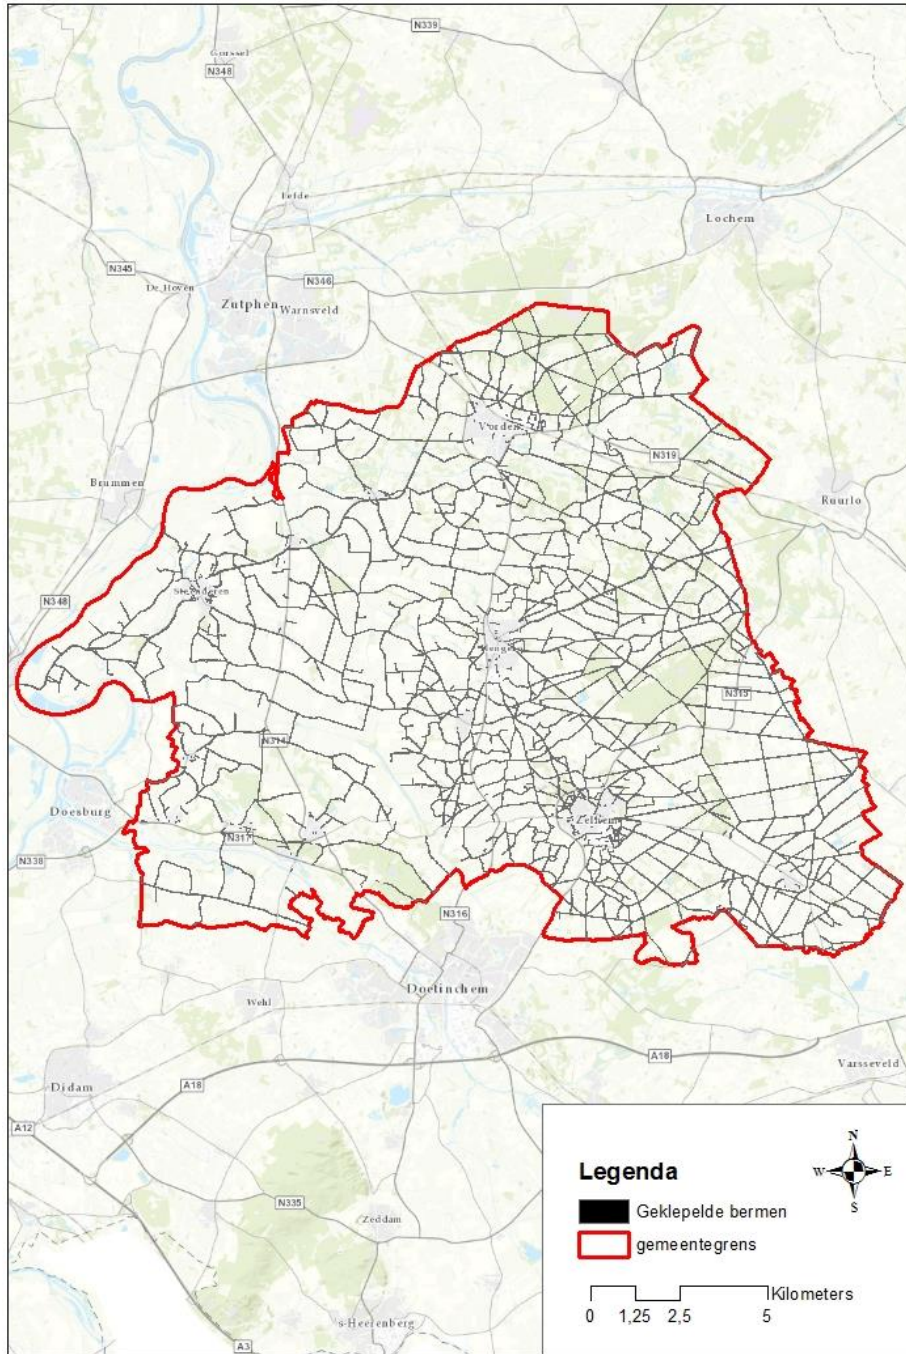 N339
Gorssel
N348
Eefde
Lochem
N345
De Hoven
N346
Zutphen
Warnsveld
Vorden
N319
Brummen
Ruurlo
N348
Steenderen
Hengelo
N315
N314
Doesburg
Zelhem
N317
N338
N316
Doetinchem
Wehl
A18
Varsseveld
Didam
A18
A12
N335
Zeddam
's-Heerenberg
A3
Legenda
Geklepelde bermen
gemeentegrens
N
W
E
S
Kilometers
0 1,25 2,5 5